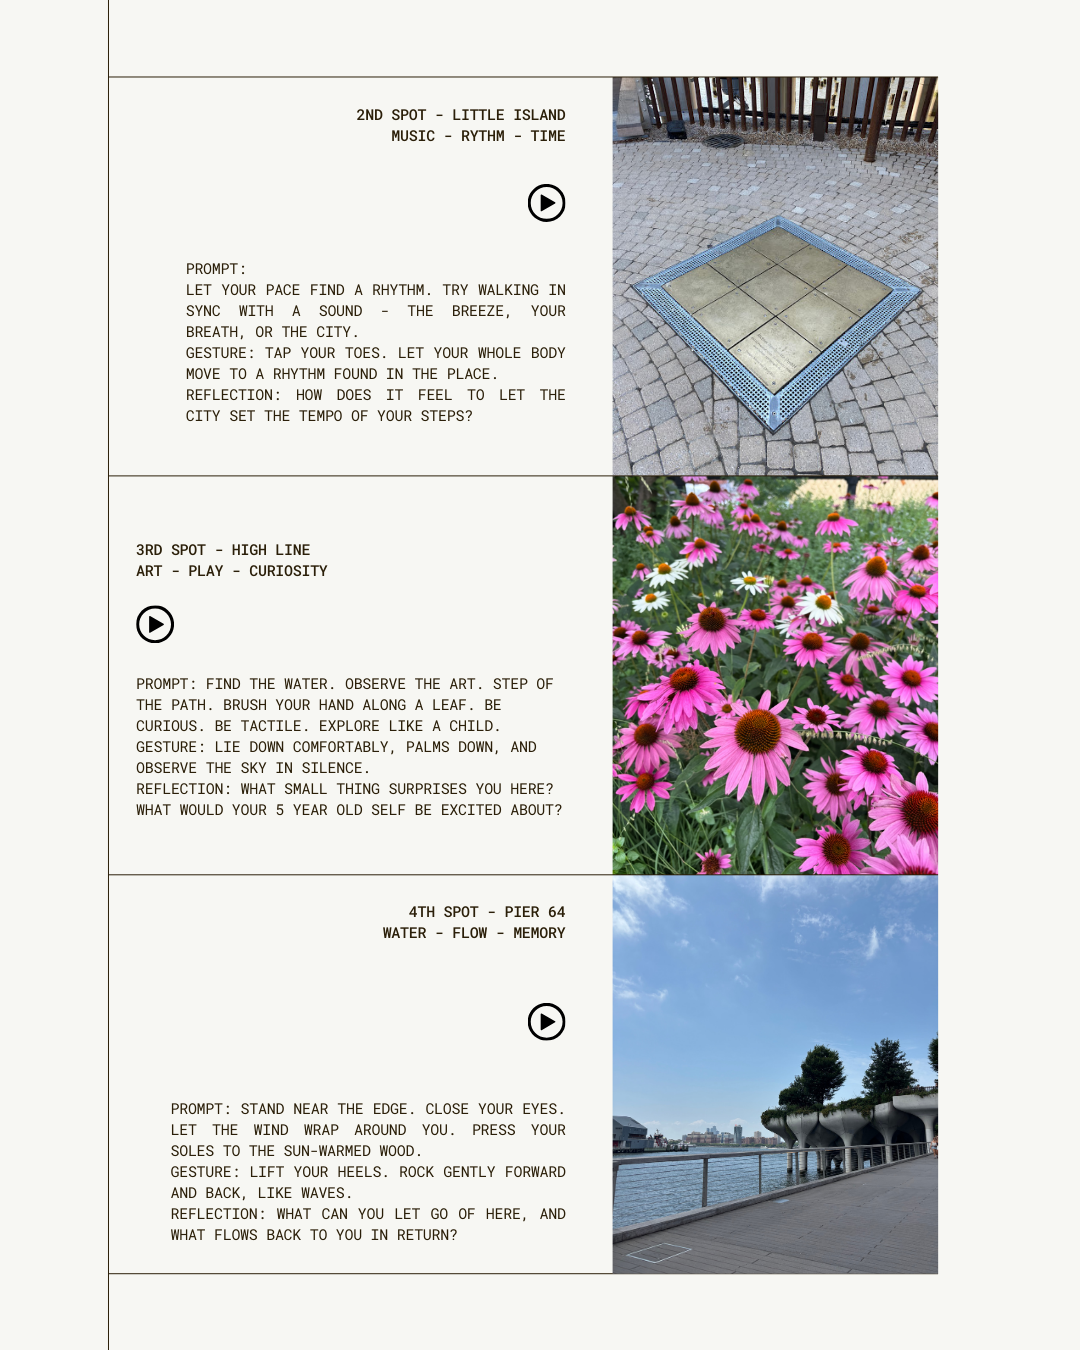 2ND SPOT - LITTLE ISLAND
MUSIC - RYTHM - TIME
PROMPT:
LET YOUR PACE FIND A RHYTHM. TRY WALKING IN
SYNC WITH A SOUND - THE BREEZE, YOUR
BREATH, OR THE CITY.
GESTURE: TAP YOUR TOES. LET YOUR WHOLE BODY
MOVE TO A RHYTHM FOUND IN THE PLACE.
REFLECTION: HOW DOES IT FEEL TO LET THE
CITY SET THE TEMPO OF YOUR STEPS?
3RD SPOT - HIGH LINE
ART - PLAY - CURIOSITY
PROMPT: FIND THE WATER. OBSERVE THE ART. STEP OF
THE PATH. BRUSH YOUR HAND ALONG A LEAF. BE
CURIOUS. BE TACTILE. EXPLORE LIKE A CHILD.
GESTURE: LIE DOWN COMFORTABLY, PALMS DOWN, AND
OBSERVE THE SKY IN SILENCE.
REFLECTION: WHAT SMALL THING SURPRISES YOU HERE?
WHAT WOULD YOUR 5 YEAR OLD SELF BE EXCITED ABOUT?
4TH SPOT - PIER 64
WATER - FLOW - MEMORY
PROMPT: STAND NEAR THE EDGE. CLOSE YOUR EYES.
LET THE WIND WRAP AROUND YOU. PRESS YOUR
SOLES TO THE SUN-WARMED WOOD.
GESTURE: LIFT YOUR HEELS. ROCK GENTLY FORWARD
AND BACK, LIKE WAVES.
REFLECTION: WHAT CAN YOU LET GO OF HERE, AND
WHAT FLOWS BACK TO YOU IN RETURN?